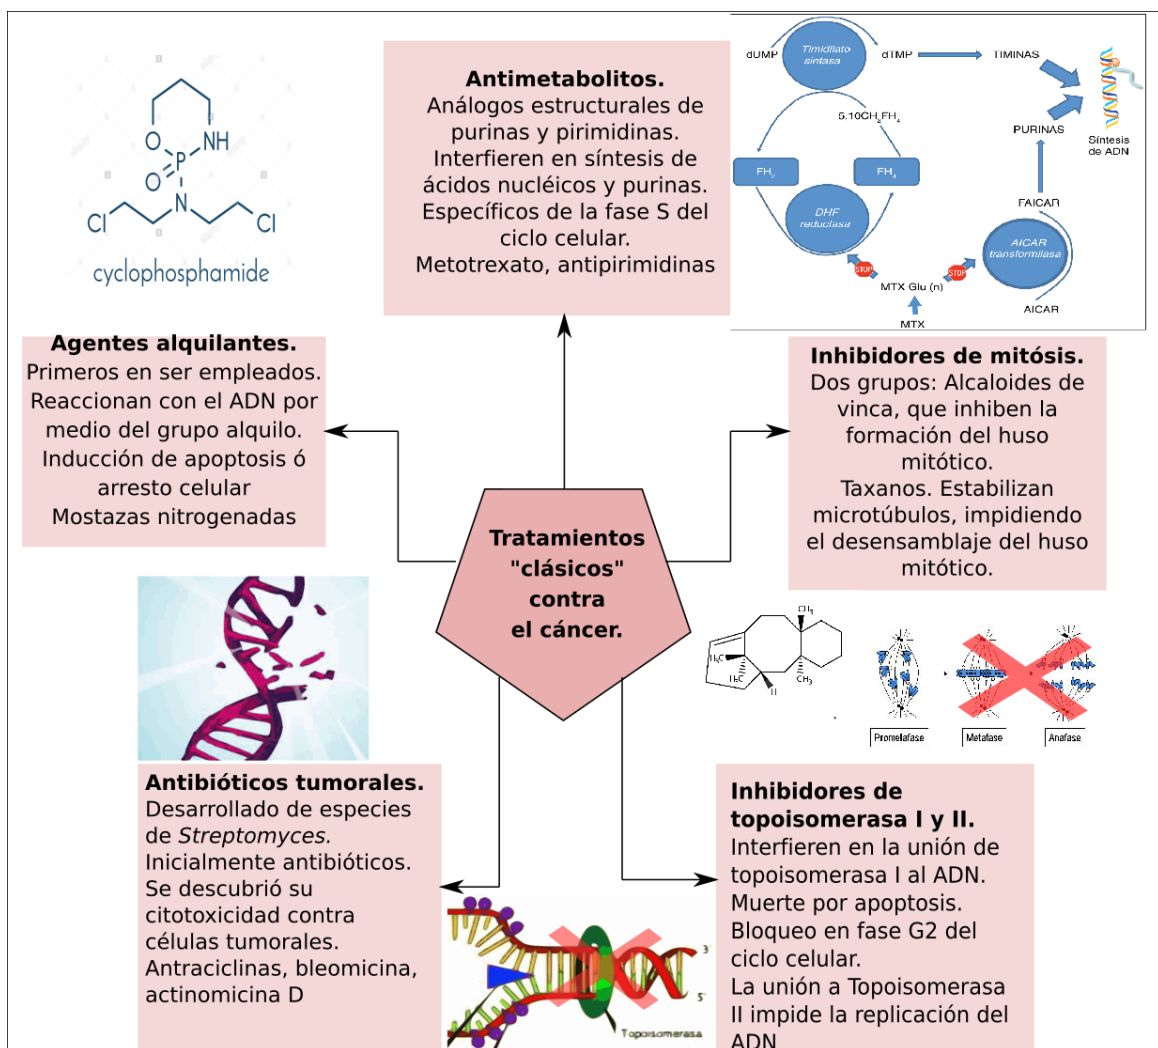 O
NH
P
O
N
Cl
Cl
cyclophosphamide
Antimetabolitos.
Análogos estructurales de
purinas y pirimidinas.
Interfieren en síntesis de
ácidos nucléicos y purinas.
Específicos de la fase S del
ciclo celular.
Metotrexato, antipirimidinas
dUMP
Timidilato
sintasa
dTMP
TIMINAS
5.10CH2FH4
PURINAS
Síntesis
de ADN
FH2
FH4
DHF
reductasa
FAICAR
AICAR
transformilasa
STOP
STOP
MTX Glu (n)
AICAR
MTX
Agentes alquilantes.
Primeros en ser empleados.
Reaccionan con el ADN por
medio del grupo alquilo.
Inducción de apoptosis ó
arresto celular
Mostazas nitrogenadas
Inhibidores de mitósis.
Dos grupos: Alcaloides de
vinca, que inhiben la
formación del huso
mitótico.
Taxanos. Estabilizan
microtúbulos, impidiendo
el desensamblaje del huso
mitótico.
Tratamientos
"clásicos"
contra
el cáncer.
CH3
H3C
H3C
CH3
H
Prometafase
Metafase
Anafase
Antibióticos tumorales.
Desarrollado de especies
de Streptomyces.
Inicialmente antibióticos.
Se descubrió su
citotoxicidad contra
células tumorales.
Antraciclinas, bleomicina,
actinomicina D
3'
5'
Topoisomerasa
Inhibidores de
topoisomerasa I y II.
Interfieren en la unión de
topoisomerasa I al ADN.
Muerte por apoptosis.
Bloqueo en fase G2 del
ciclo celular.
La unión a Topoisomerasa
II impide la replicación del
ADN